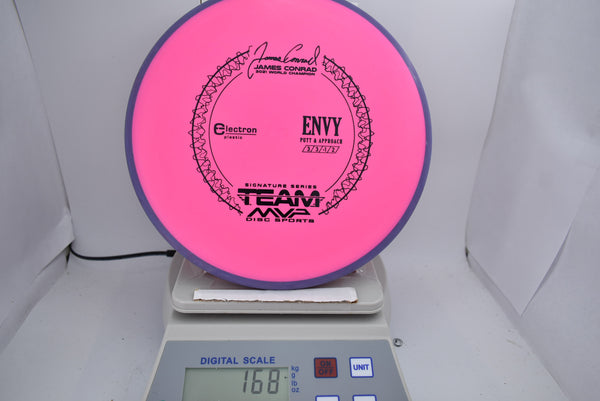 James Conrad
JAMES CONRAD
2021 WORLD CHAMPION
electron
plastic
ENVY
PUTT & APPROACH
SIGNATURE SERIES
TEAM
MVP
DISC SPORTS
DIGITAL SCALE
168
kg
g
lb
oz
ON
OFF
UNIT